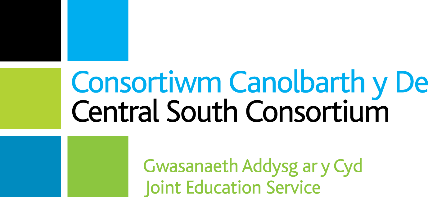 Consortiwm Canolbarth y De
Central South Consortium
Gwasanaeth Addysg ar y Cyd
Joint Education Service